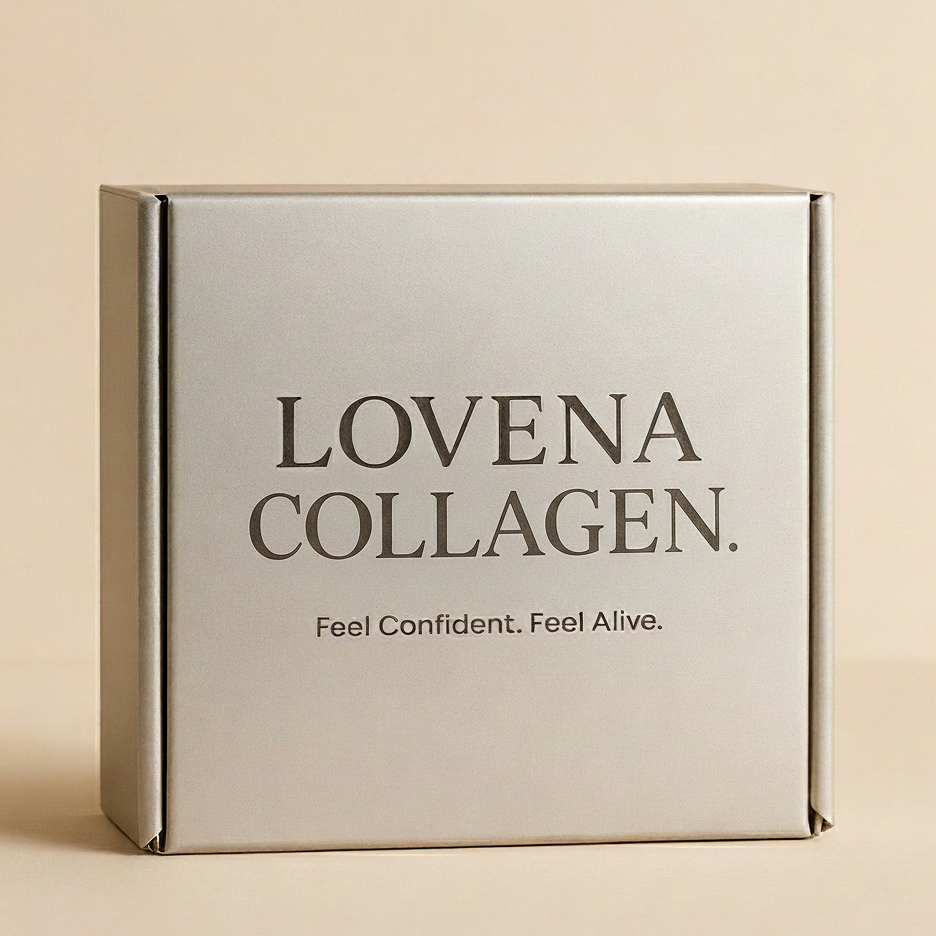 LOVENA
COLLAGEN.
Feel Confident. Feel Alive.